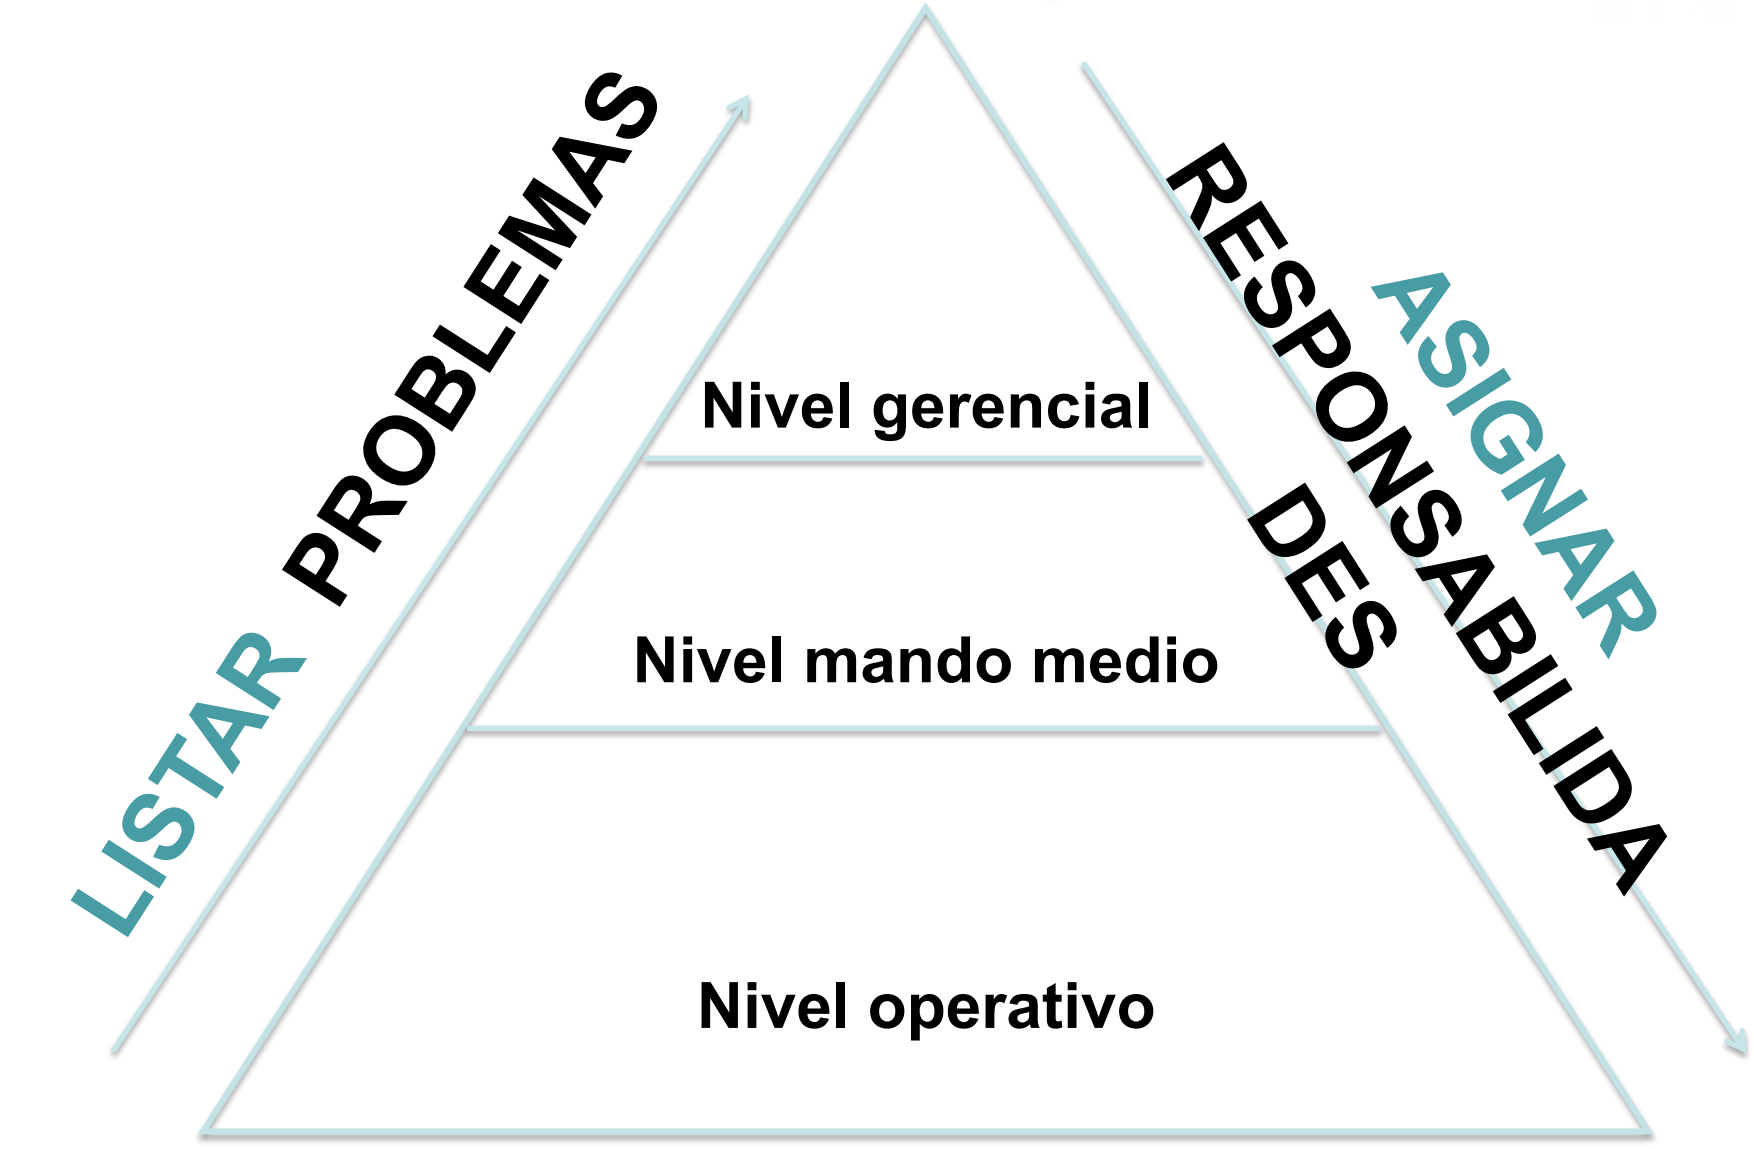 LISTAR PROBLEMAS
ASIGNAR
RESPONSABILIDA
DES
Nivel gerencial
Nivel mando medio
Nivel operativo